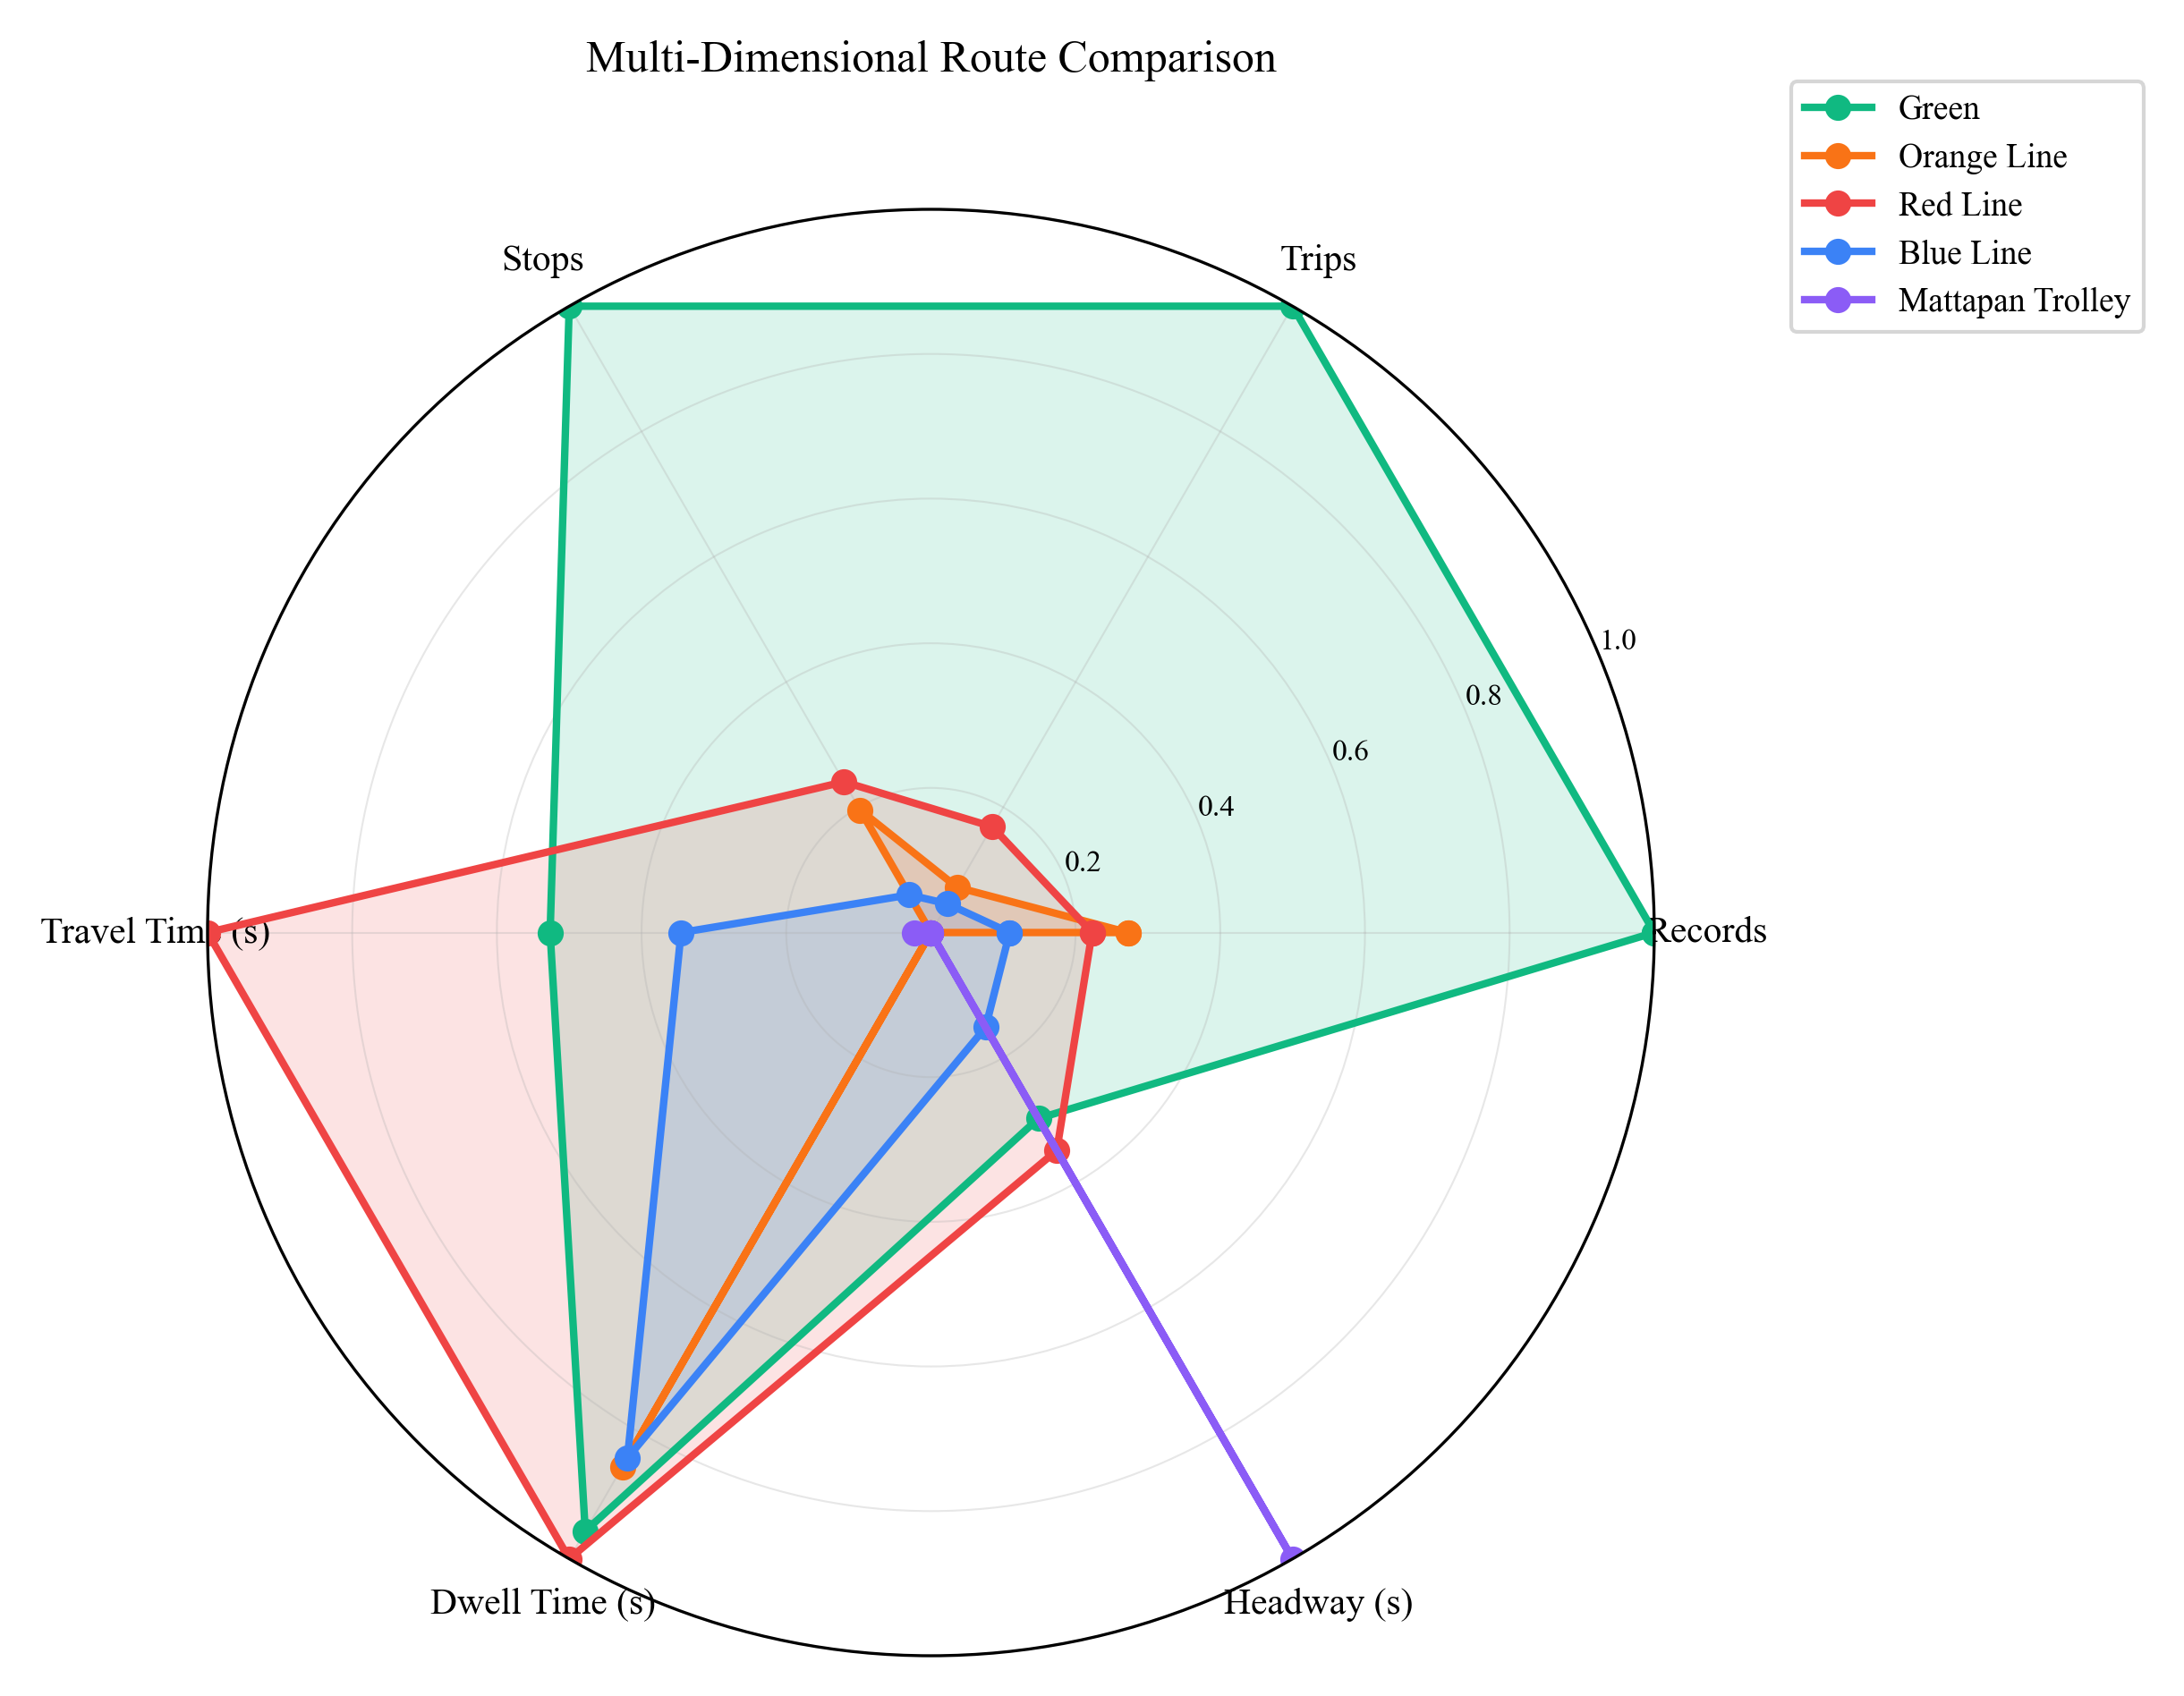 Multi-Dimensional Route Comparison
Green
Orange Line
Red Line
Blue Line
Mattapan Trolley
Stops
Trips
1.0
0.8
0.6
0.4
0.2
Travel Time (s)
Records
Dwell Time (s)
Headway (s)